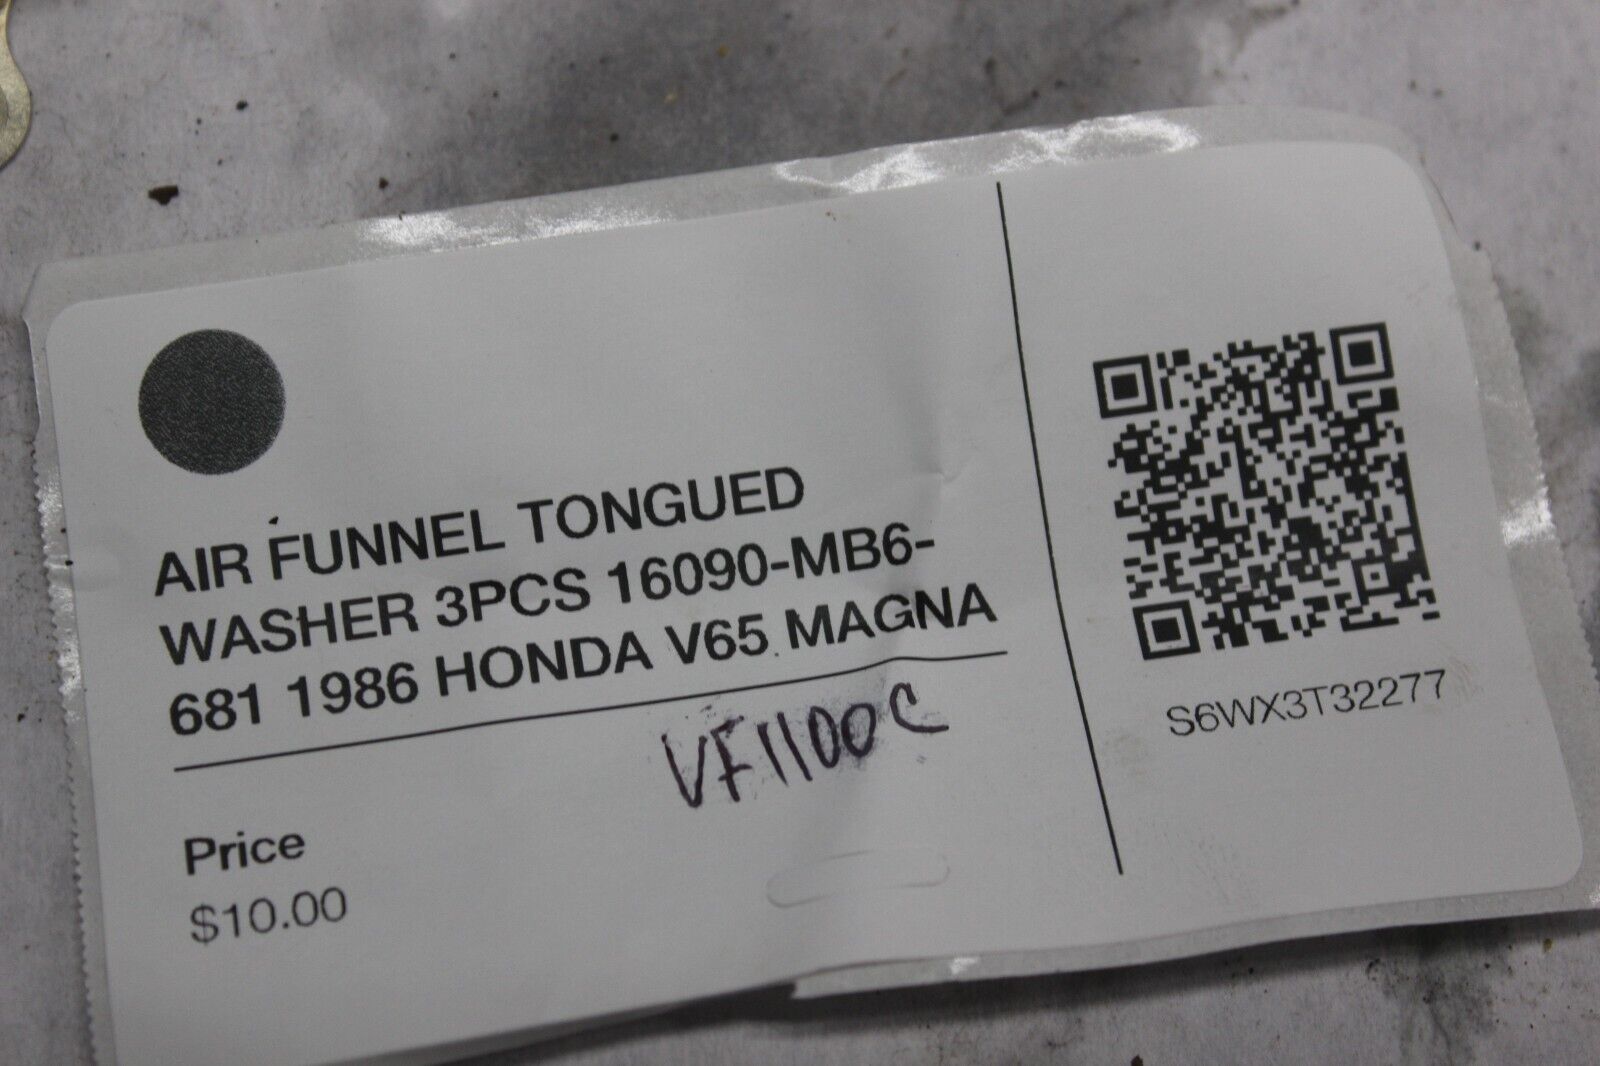 AIR FUNNEL TONGUED
WASHER 3PCS 16090-MB6-
681 1986 HONDA V65 MAGNA
VF1100C
Price
$10.00
S6WX3T32277